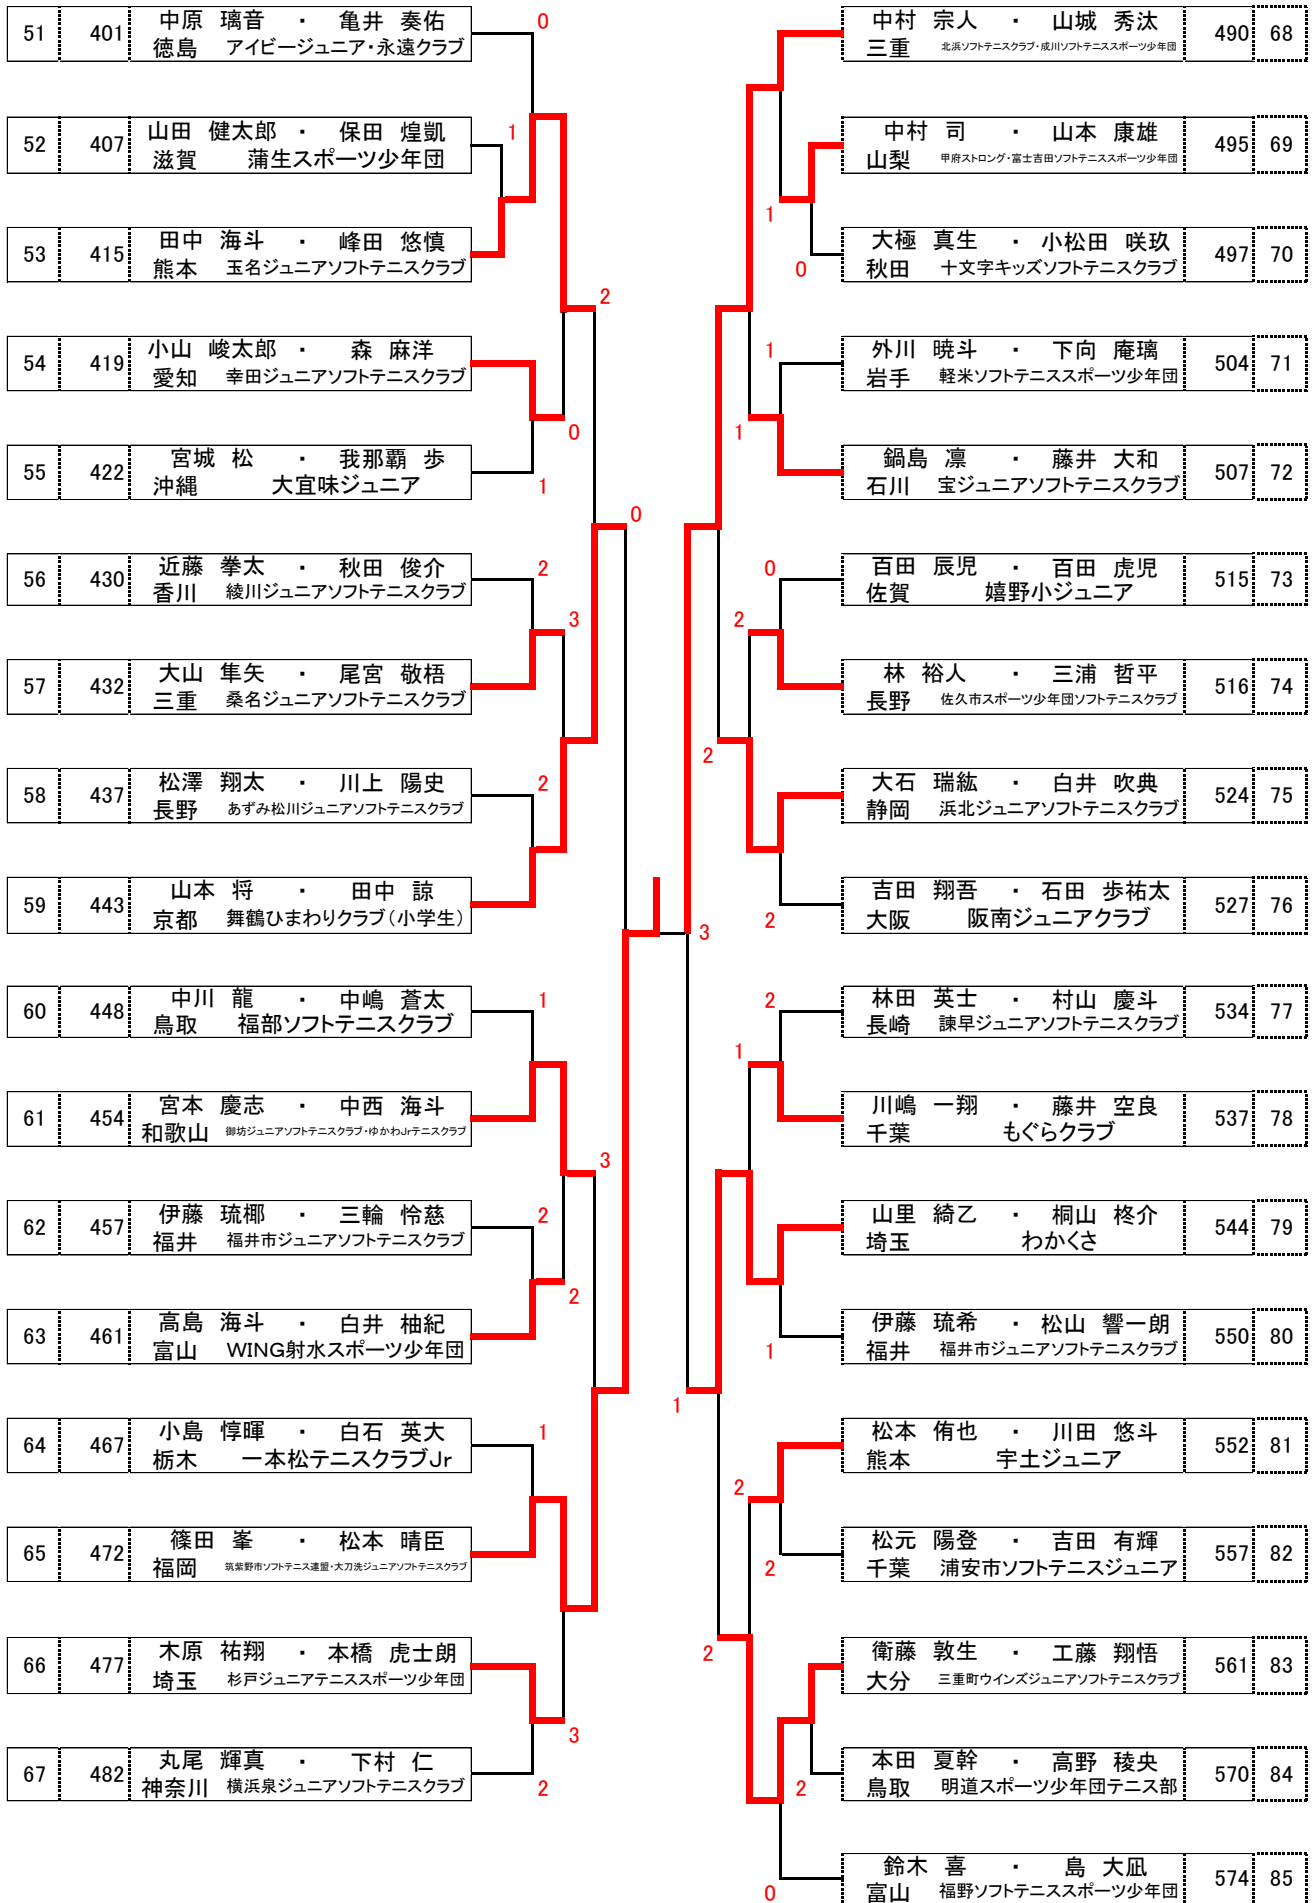 51 401 中原 璃音 ・ 亀井 奏佑
徳島 アイビージュニア・永遠クラブ
0
52 407 山田 健太郎 ・ 保田 煌凱
滋賀 蒲生スポーツ少年団
1
53 415 田中 海斗 ・ 峰田 悠慎
熊本 玉名ジュニアソフトテニスクラブ
2
54 419 小山 峻太郎 ・ 森 麻洋
愛知 幸田ジュニアソフトテニスクラブ
0
55 422 宮城 松 ・ 我那覇 歩
沖縄 大宜味ジュニア
1
0
56 430 近藤 拳太 ・ 秋田 俊介
香川 綾川ジュニアソフトテニスクラブ
2
3
57 432 大山 隼矢 ・ 尾宮 敬梧
三重 桑名ジュニアソフトテニスクラブ
58 437 松澤 翔太 ・ 川上 陽史
長野 あずみ松川ジュニアソフトテニスクラブ
2
59 443 山本 将 ・ 田中 諒
京都 舞鶴ひまわりクラブ(小学生)
60 448 中川 龍 ・ 中嶋 蒼太
鳥取 福部ソフトテニスクラブ
1
61 454 宮本 慶志 ・ 中西 海斗
和歌山 御坊ジュニアソフトテニスクラブ・ゆかわJrテニスクラブ
3
62 457 伊藤 琉椰 ・ 三輪 怜慈
福井 福井市ジュニアソフトテニスクラブ
2
2
63 461 高島 海斗 ・ 白井 柚紀
富山 WING射水スポーツ少年団
64 467 小島 惇暉 ・ 白石 英大
栃木 一本松テニスクラブJr
1
65 472 篠田 峯 ・ 松本 晴臣
福岡 筑紫野市ソフトテニス連盟・大刀洗ジュニアソフトテニスクラブ
66 477 木原 祐翔 ・ 本橋 虎士朗
埼玉 杉戸ジュニアテニススポーツ少年団
3
67 482 丸尾 輝真 ・ 下村 仁
神奈川 横浜泉ジュニアソフトテニスクラブ
2
中村 宗人 ・ 山城 秀汰 490 68
三重 北浜ソフトテニスクラブ・成川ソフトテニススポーツ少年団
中村 司 ・ 山本 康雄 495 69
山梨 甲府ストロング・富士吉田ソフトテニススポーツ少年団
1
大極 真生 ・ 小松田 咲玖 497 70
秋田 十文字キッズソフトテニスクラブ
0
外川 暁斗 ・ 下向 庵璃 504 71
岩手 軽米ソフトテニススポーツ少年団
1
1
鍋島 凛 ・ 藤井 大和 507 72
石川 宝ジュニアソフトテニスクラブ
百田 辰児 ・ 百田 虎児 515 73
佐賀 嬉野小ジュニア
0
2
林 裕人 ・ 三浦 哲平 516 74
長野 佐久市スポーツ少年団ソフトテニスクラブ
2
大石 瑞紘 ・ 白井 吹典 524 75
静岡 浜北ジュニアソフトテニスクラブ
吉田 翔吾 ・ 石田 歩祐太 527 76
大阪 阪南ジュニアクラブ
2
3
林田 英士 ・ 村山 慶斗 534 77
長崎 諫早ジュニアソフトテニスクラブ
2
1
川嶋 一翔 ・ 藤井 空良 537 78
千葉 もぐらクラブ
山里 綺乙 ・ 桐山 柊介 544 79
埼玉 わかくさ
伊藤 琉希 ・ 松山 響一朗 550 80
福井 福井市ジュニアソフトテニスクラブ
1
1
松本 侑也 ・ 川田 悠斗 552 81
熊本 宇土ジュニア
2
松元 陽登 ・ 吉田 有輝 557 82
千葉 浦安市ソフトテニスジュニア
2
2
衛藤 敦生 ・ 工藤 翔悟 561 83
大分 三重町ウインズジュニアソフトテニスクラブ
本田 夏幹 ・ 高野 稜央 570 84
鳥取 明道スポーツ少年団テニス部
2
鈴木 喜 ・ 島 大凪 574 85
富山 福野ソフトテニススポーツ少年団
0